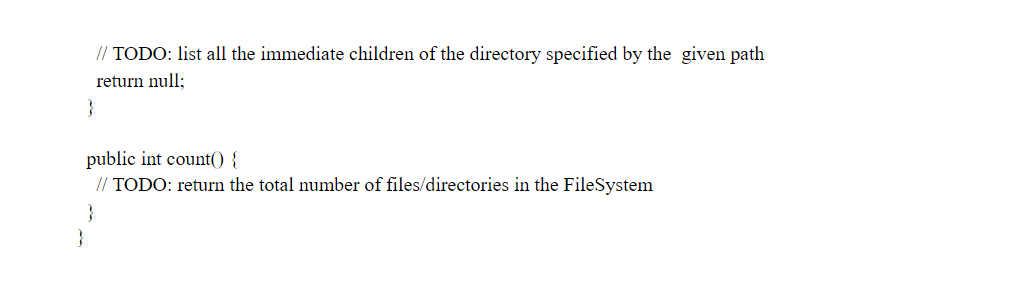 // TODO: list all the immediate children of the directory specified by the  given path
return null;
}
public int count() {
// TODO: return the total number of files/directories in the FileSystem
}
}